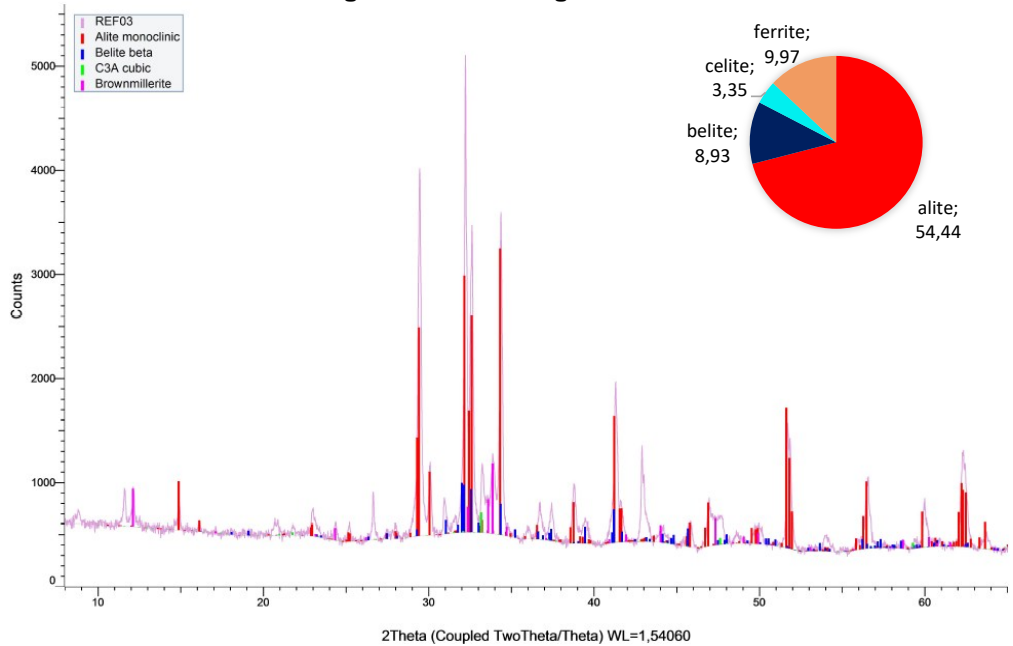 REF03
Alite monoclinic
Belite beta
C3A cubic
Brownmillerite
ferrite;
9,97
celite;
3,35
belite;
8,93
alite;
54,44
5000
4000
3000
2000
1000
0
Counts
10 20 30 40 50 60
2Theta (Coupled TwoTheta/Theta) WL=1,54060